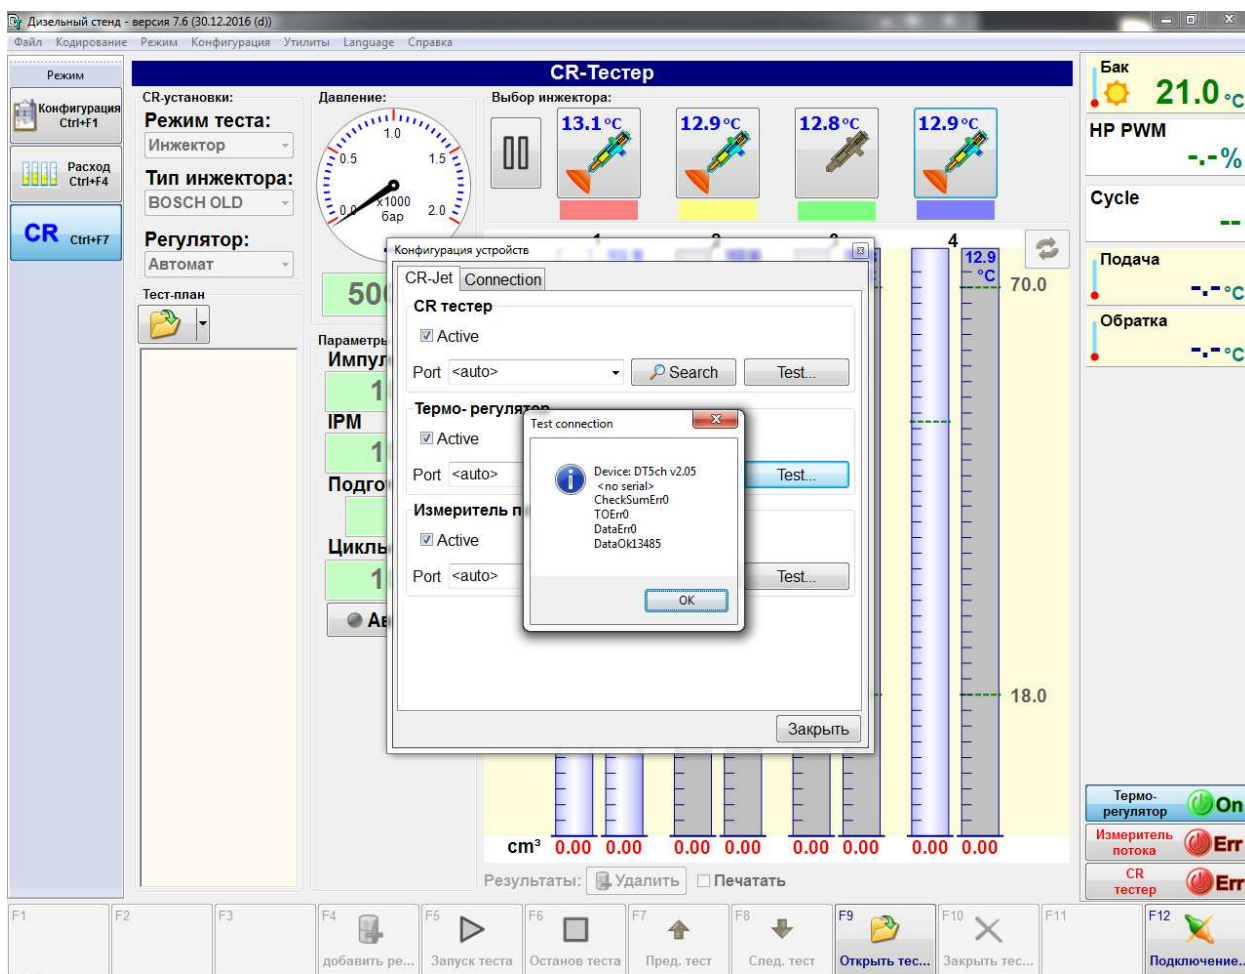 Дизельный стенд - версия 7.6 (30.12.2016 (d))
Файл Кодирование Режим Конфигурация Утилиты Language Справка
Режим
Конфигурация
Ctrl+F1
Расход
Ctrl+F4
CR Ctrl+F7
CR-Тестер
CR-установки:
Режим теста:
Инжектор
Тип инжектора:
BOSCH OLD
Регулятор:
Автомат
Тест-план
Давление:
0.0
0.5
1.0
1.5
2.0
x1000
бар
Параметры
IPM
Выбор инжектора:
13.1 °C
12.9 °C
12.8 °C
12.9 °C
4
12.9
°C
70.0
18.0
Конфигурация устройств
CR-Jet Connection
CR тестер
Active
Port <auto> Search Test...
Термо- регулятор
Active
Port <auto> Test...
Измеритель
Active
Port <auto> Test...
Закрыть
Test connection
Device: DT5ch v2.05
<no serial>
CheckSumErr0
TOErr0
DataErr0
DataOk13485
OK
cm³ 0.00 0.00 0.00 0.00 0.00 0.00 0.00 0.00
Результаты: Удалить Печатать
Бак
21.0 °C
HP PWM
-.-%
Cycle
--
Подача
-.- °C
Обратка
-.- °C
Термо-
регулятор On
Измеритель
потока Err
CR
тестер Err
F1 F2 F3 F4 F5 F6 F7 F8 F9 F10 F11 F12
добавить ре... Запуск теста Останов теста Пред. тест След. тест Открыть тес... Закрыть тес... Подключение...